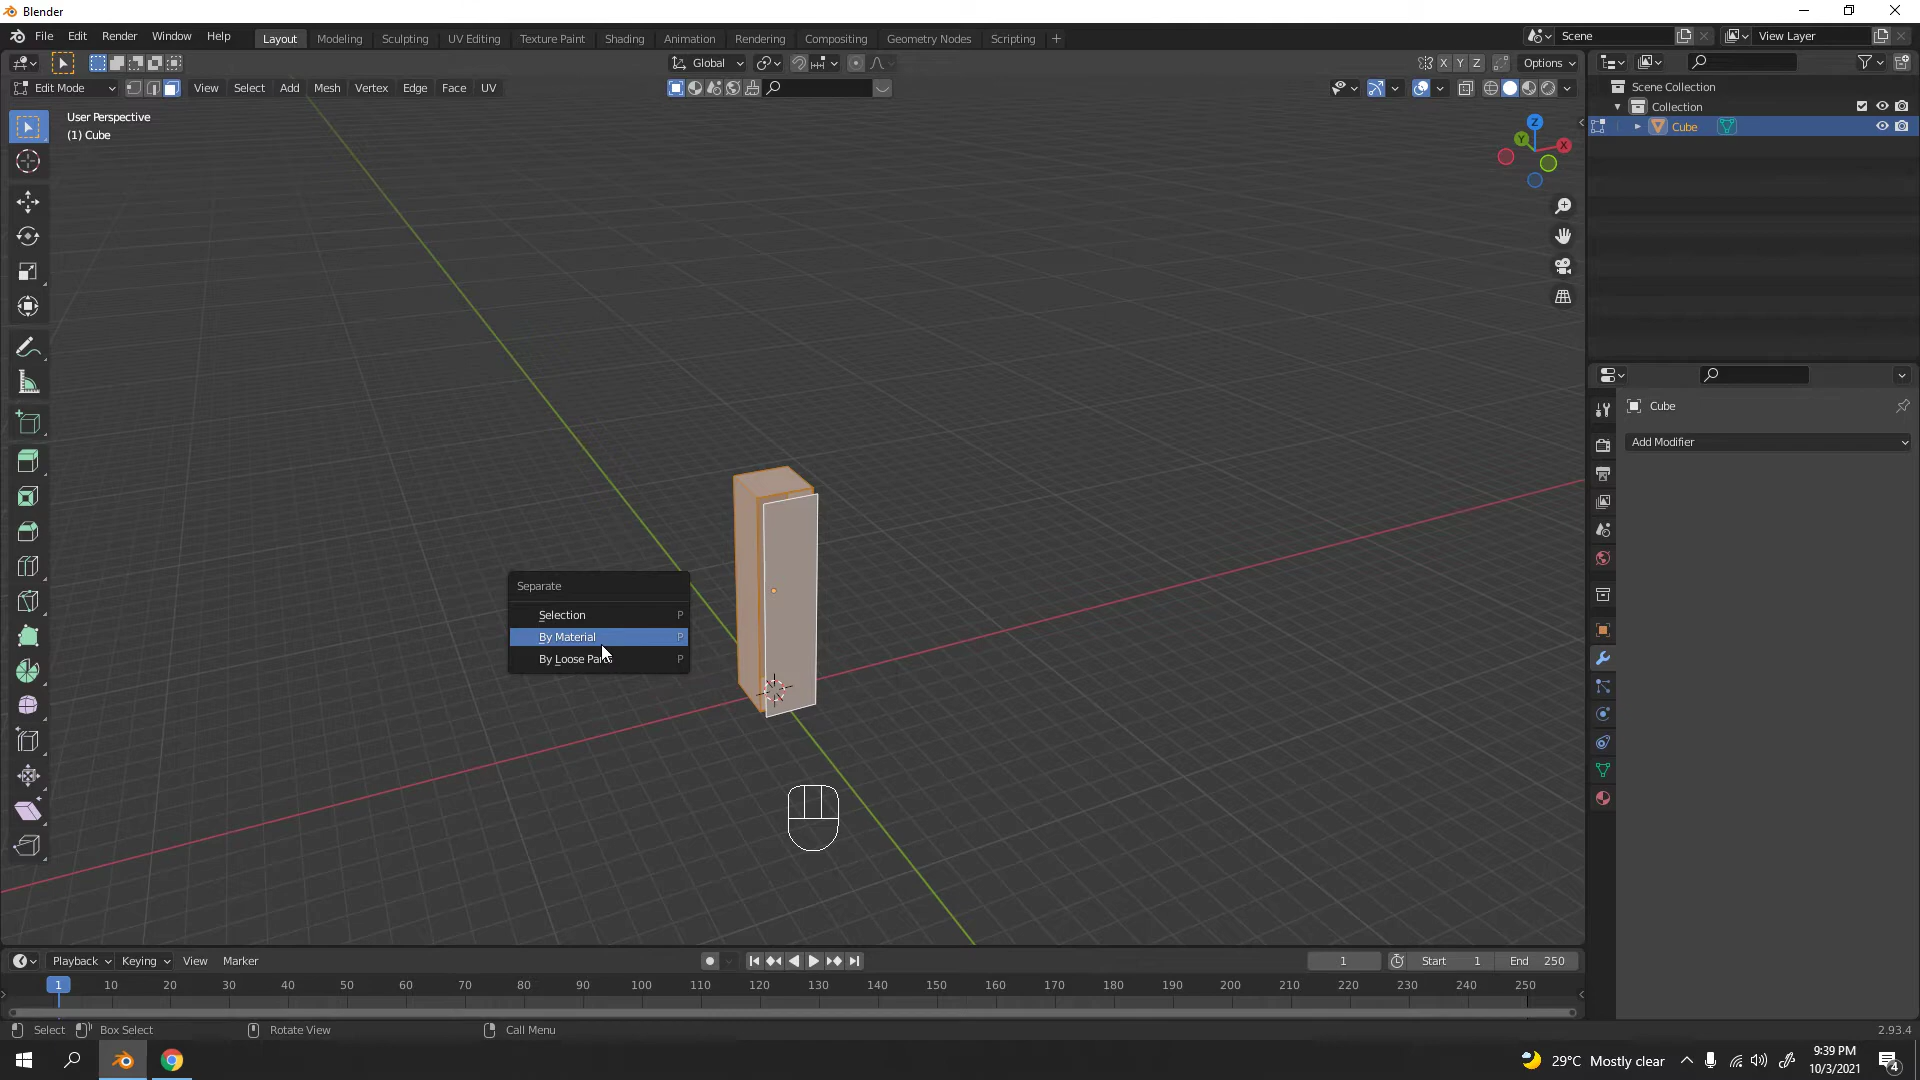 Blender
File Edit Render Window Help
Layout Modeling Sculpting UV Editing Texture Paint Shading Animation Rendering Compositing Geometry Nodes Scripting +
Scene
View Layer
Global
X Y Z
Options
Edit Mode
View Select Add Mesh Vertex Edge Face UV
User Perspective
(1) Cube
Z
Y
X
Scene Collection
Collection
Cube
Cube
Add Modifier
Separate
Selection P
By Material P
By Loose P
Playback Keying View Marker
1
Start 1
End 250
1 10 20 30 40 50 60 70 80 90 100 110 120 130 140 150 160 170 180 190 200 210 220 230 240 250
Select
Box Select
Rotate View
Call Menu
2.93.4
29°C Mostly clear
9:39 PM
10/3/2021
4